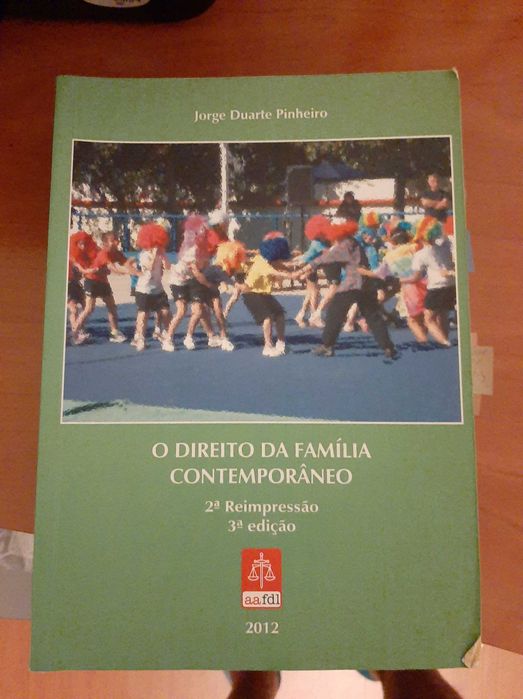 Jorge Duarte Pinheiro
O DIREITO DA FAMÍLIA
CONTEMPORÂNEO
2ª Reimpressão
3ª edição
aafdl
2012